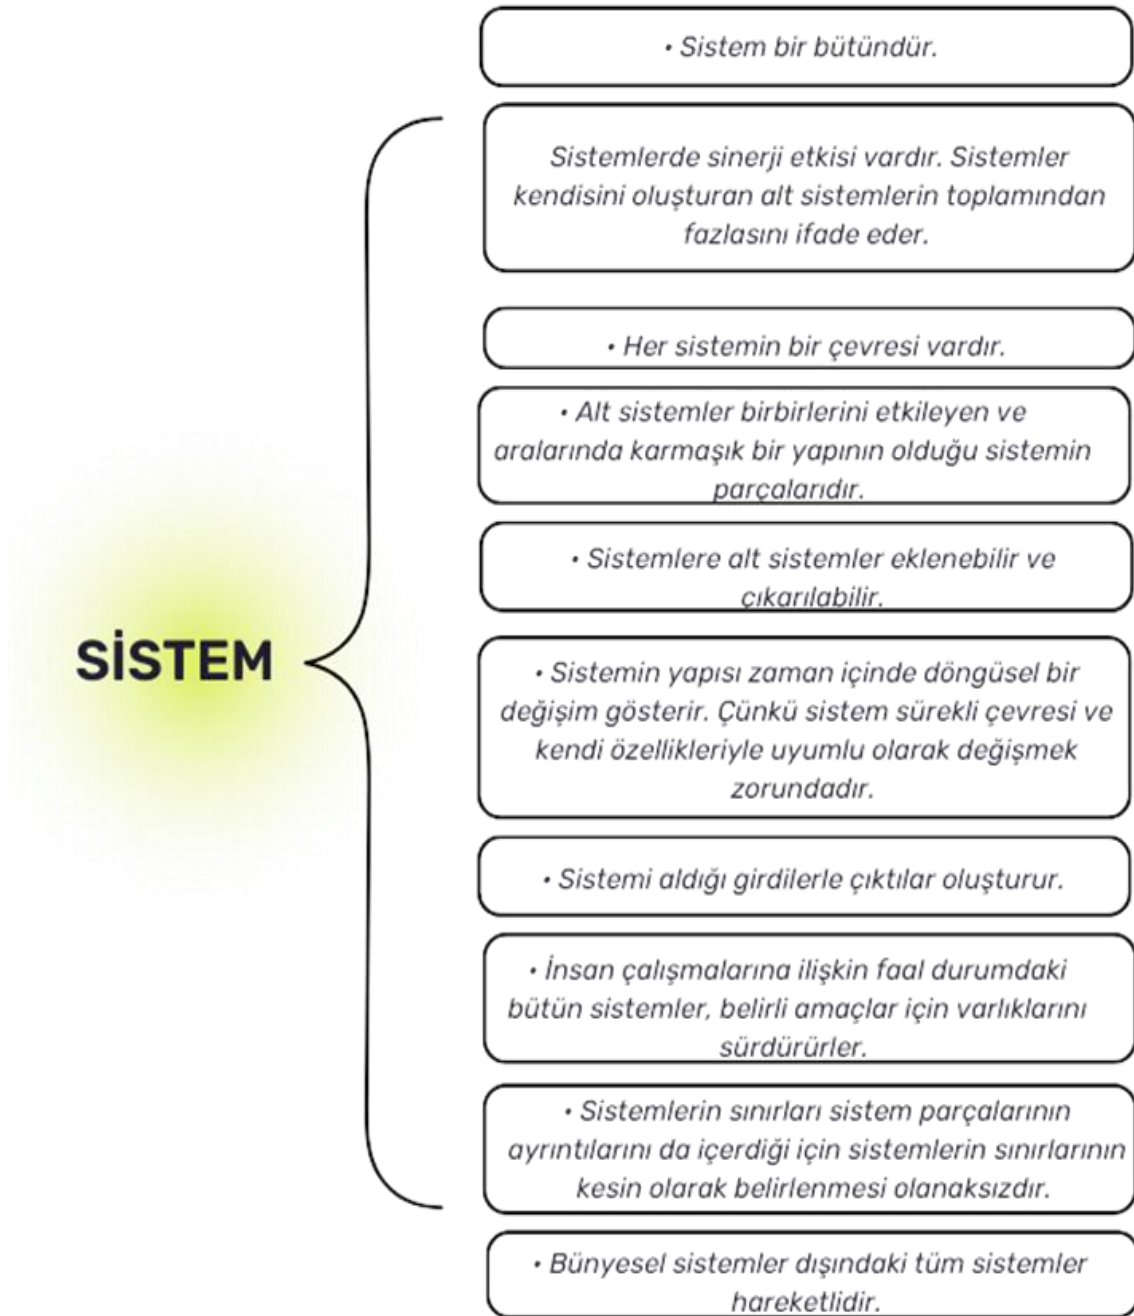 • Sistem bir bütündür.
Sistemlerde sinerji etkisi vardır. Sistemler
kendisini oluşturan alt sistemlerin toplamından
fazlasını ifade eder.
• Her sistemin bir çevresi vardır.
• Alt sistemler birbirlerini etkileyen ve
aralarında karmaşık bir yapının olduğu sistemin
parçalarıdır.
• Sistemlere alt sistemler eklenebilir ve
çıkarılabilir.
SİSTEM
• Sistemin yapısı zaman içinde döngüsel bir
değişim gösterir. Çünkü sistem sürekli çevresi ve
kendi özellikleriyle uyumlu olarak değişmek
zorundadır.
• Sistemi aldığı girdilerle çıktılar oluşturur.
• İnsan çalışmalarına ilişkin faal durumdaki
bütün sistemler, belirli amaçlar için varlıklarını
sürdürürler.
• Sistemlerin sınırları sistem parçalarının
ayrıntılarını da içerdiği için sistemlerin sınırlarının
kesin olarak belirlenmesi olanaksızdır.
• Bünyesel sistemler dışındaki tüm sistemler
hareketlidir.